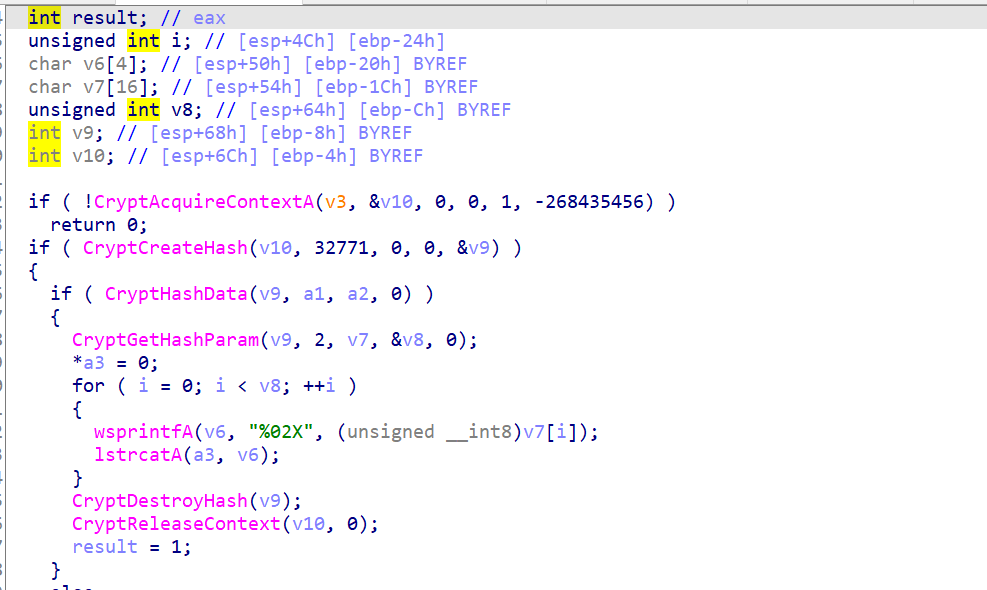 int result; // eax
unsigned int i; // [esp+4Ch] [ebp-24h]
char v6[4]; // [esp+50h] [ebp-20h] BYREF
char v7[16]; // [esp+54h] [ebp-1Ch] BYREF
unsigned int v8; // [esp+64h] [ebp-Ch] BYREF
int v9; // [esp+68h] [ebp-8h] BYREF
int v10; // [esp+6Ch] [ebp-4h] BYREF
if ( !CryptAcquireContextA(v3, &v10, 0, 0, 1, -268435456) )
return 0;
if ( CryptCreateHash(v10, 32771, 0, 0, &v9) )
{
if ( CryptHashData(v9, a1, a2, 0) )
{
CryptGetHashParam(v9, 2, v7, &v8, 0);
*a3 = 0;
for ( i = 0; i < v8; ++i )
{
wsprintfA(v6, "%02X", (unsigned __int8)v7[i]);
lstrcatA(a3, v6);
}
CryptDestroyHash(v9);
CryptReleaseContext(v10, 0);
result = 1;
}